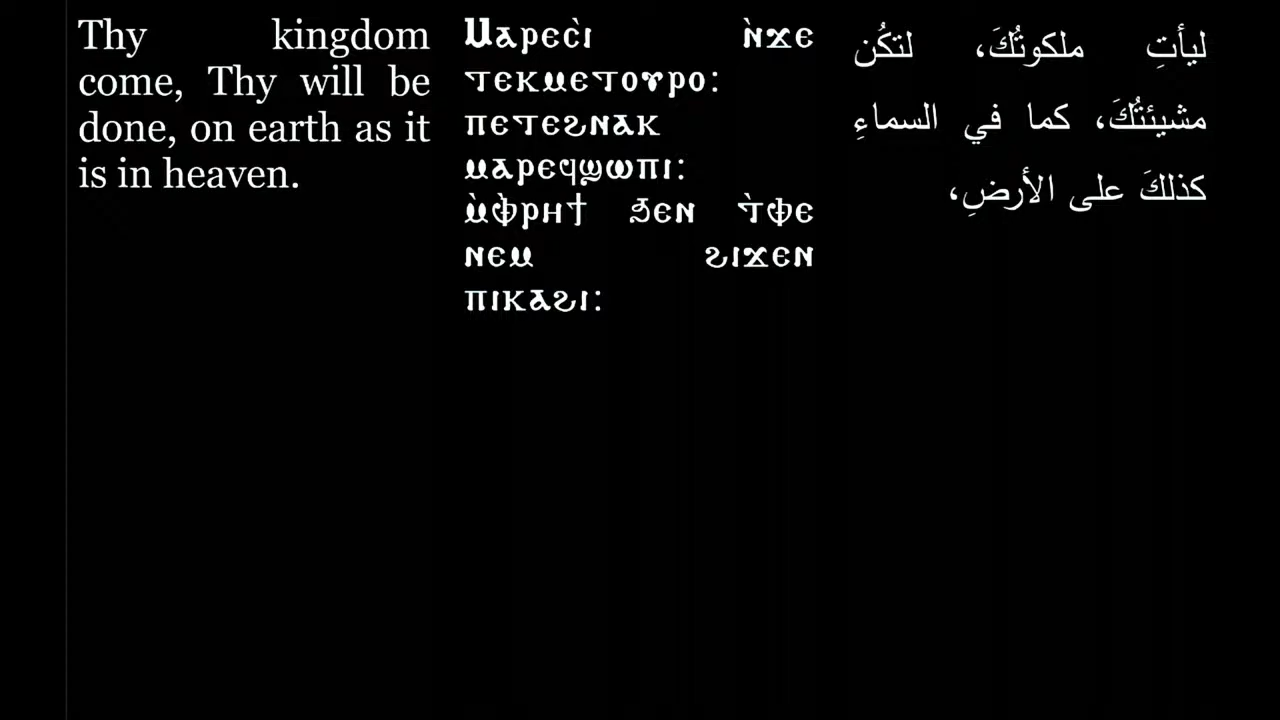 Thy kingdom
come, Thy will be
done, on earth as it
is in heaven.
Ⲙⲁⲣⲉⲥ̀ⲓ ⲛ̀ϫⲉ
ⲧⲉⲕⲙⲉⲧⲟⲩⲣⲟ:
ⲡⲉⲧⲉϩⲛⲁⲕ
ⲙⲁⲣⲉϥϣⲱⲡⲓ:
ⲙ̀ⲫ̀ⲣⲏϯ ϧⲉⲛ ⲧ̀ⲫⲉ
ⲛⲉⲙ ϩⲓϫⲉⲛ
ⲡⲓⲕⲁϩⲓ:
ليأتِ ملكوتُكَ، لتكُن
مشيئتُكَ، كما في السماءِ
كذلكَ على الأرضِ،